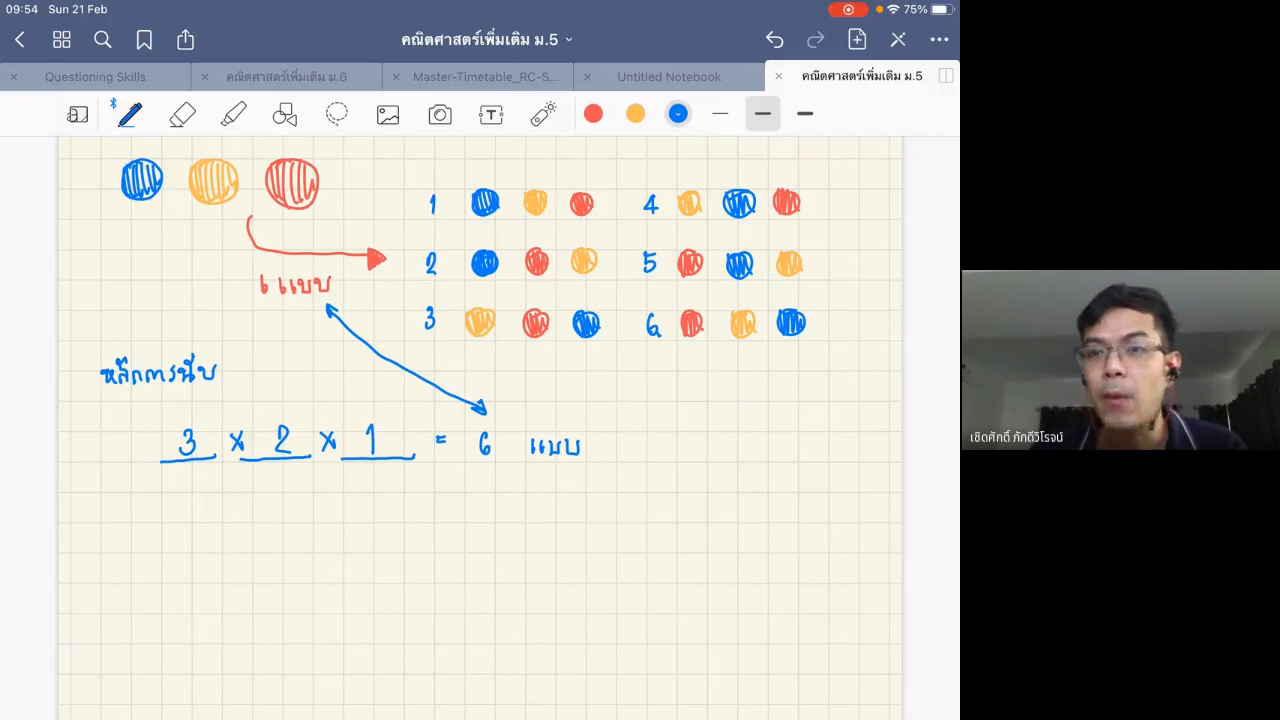 09:54 Sun 21 Feb
75%
คณิตศาสตร์เพิ่มเติม ม.5
Questioning Skills
คณิตศาสตร์เพิ่มเติม ม.6
Master-Timetable_RC-S...
Untitled Notebook
คณิตศาสตร์เพิ่มเติม ม.5
T
1
4
2
5
3
6
6 แบบ
หลักการนับ
3 × 2 × 1 = 6 แบบ
เชิดศักดิ์ ภักดีวิโรจน์